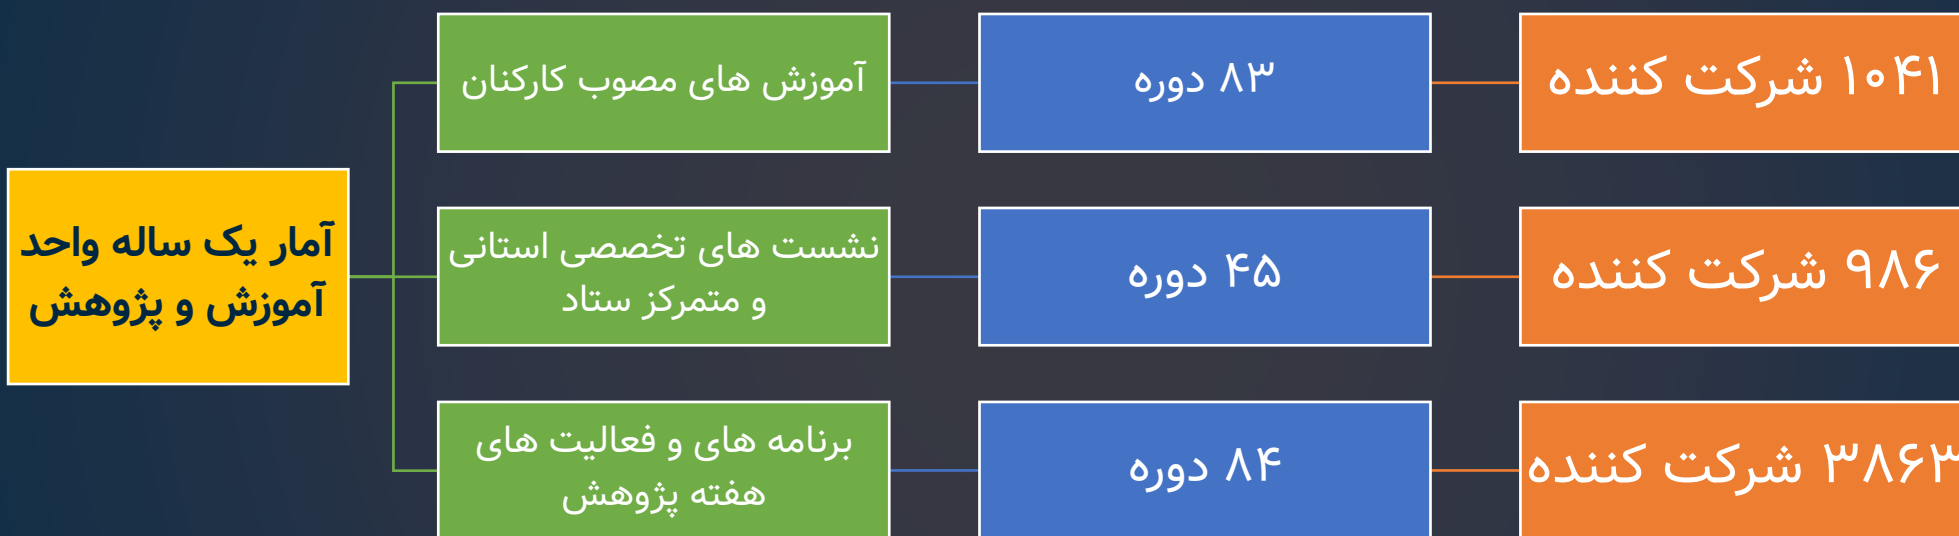 آمار یک ساله واحد
آموزش و پژوهش
آموزش های مصوب کارکنان
۸۳ دوره
۱۰۴۱ شرکت کننده
نشست های تخصصی استانی
و متمرکز ستاد
۴۵ دوره
۹۸۶ شرکت کننده
برنامه های و فعالیت های
هفته پژوهش
۸۴ دوره
۳۸۶۳ شرکت کننده